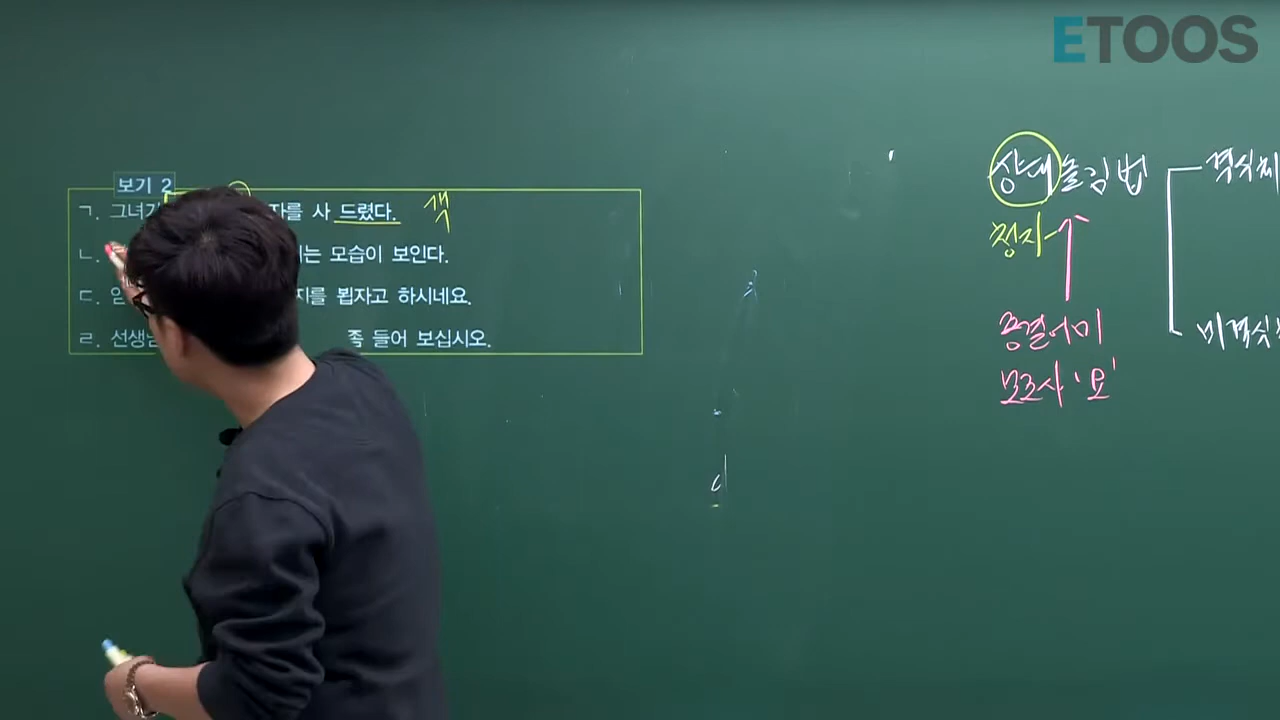 ETOOS
보기 2
ㄱ. 그녀가 자를 사 드렸다. 객
ㄴ. 는 모습이 보인다.
ㄷ. 지를 뵙자고 하시네요.
ㄹ. 선생님 쪽 들어 보십시오.
상대높임법
격식체
청자
종결어미
보조사 '요'
비격식